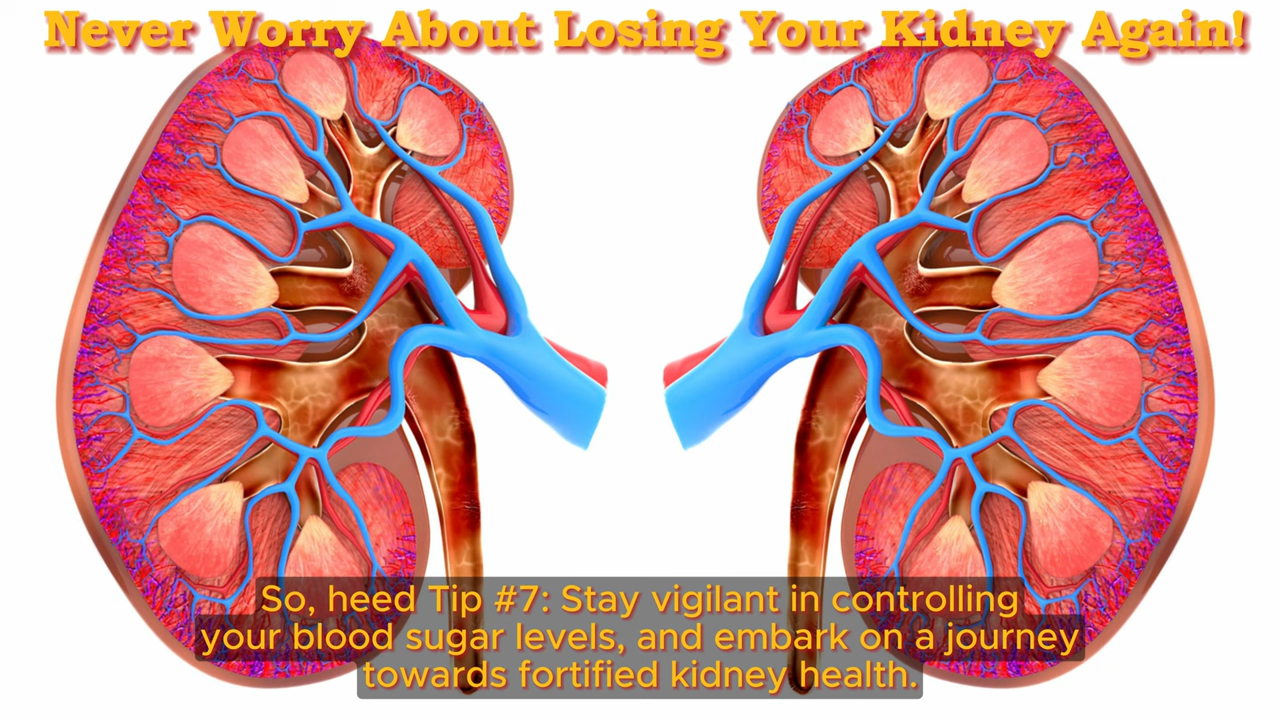 Never Worry About Losing Your Kidney Again!
So, heed Tip #7: Stay vigilant in controlling
your blood sugar levels, and embark on a journey
towards fortified kidney health.